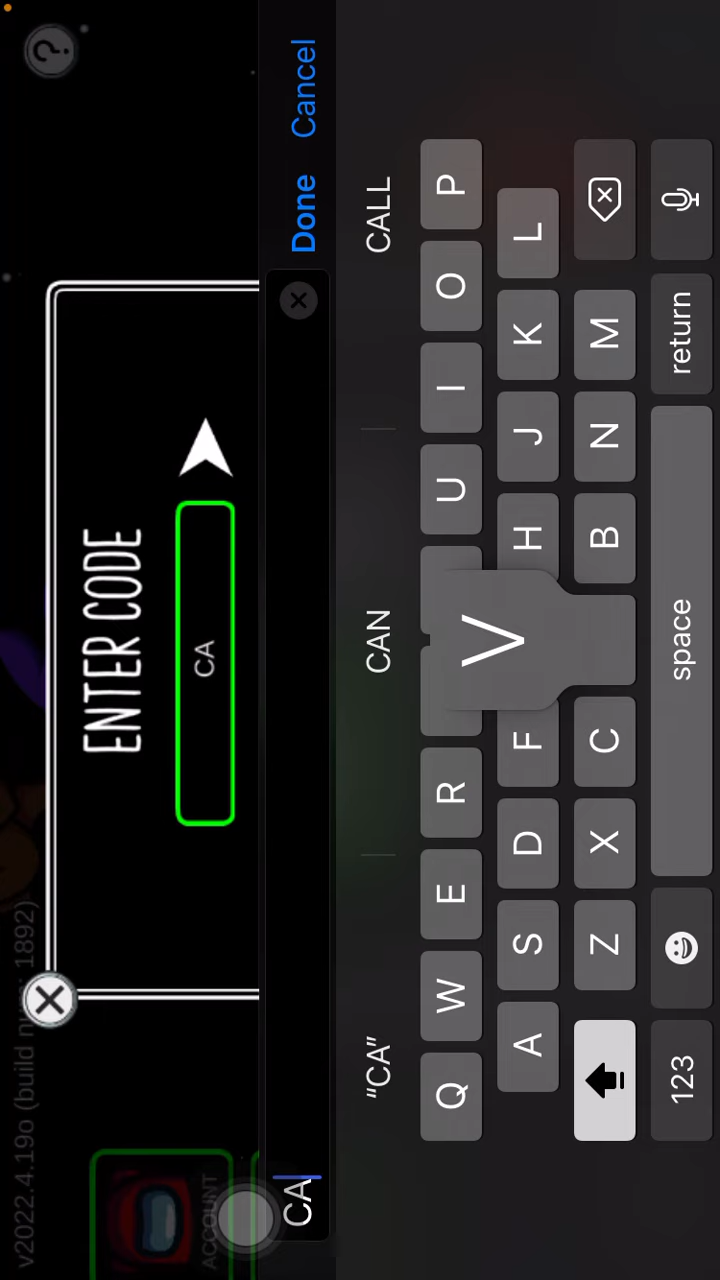 ?
ENTER CODE
CA
v2022.4.19o (build num: 1892)
ACCOUNT
CA
Done
Cancel
"CA"
CAN
CALL
Q W E R U I O P
A S D F V H J K L
Z X C B N M
123
space
return